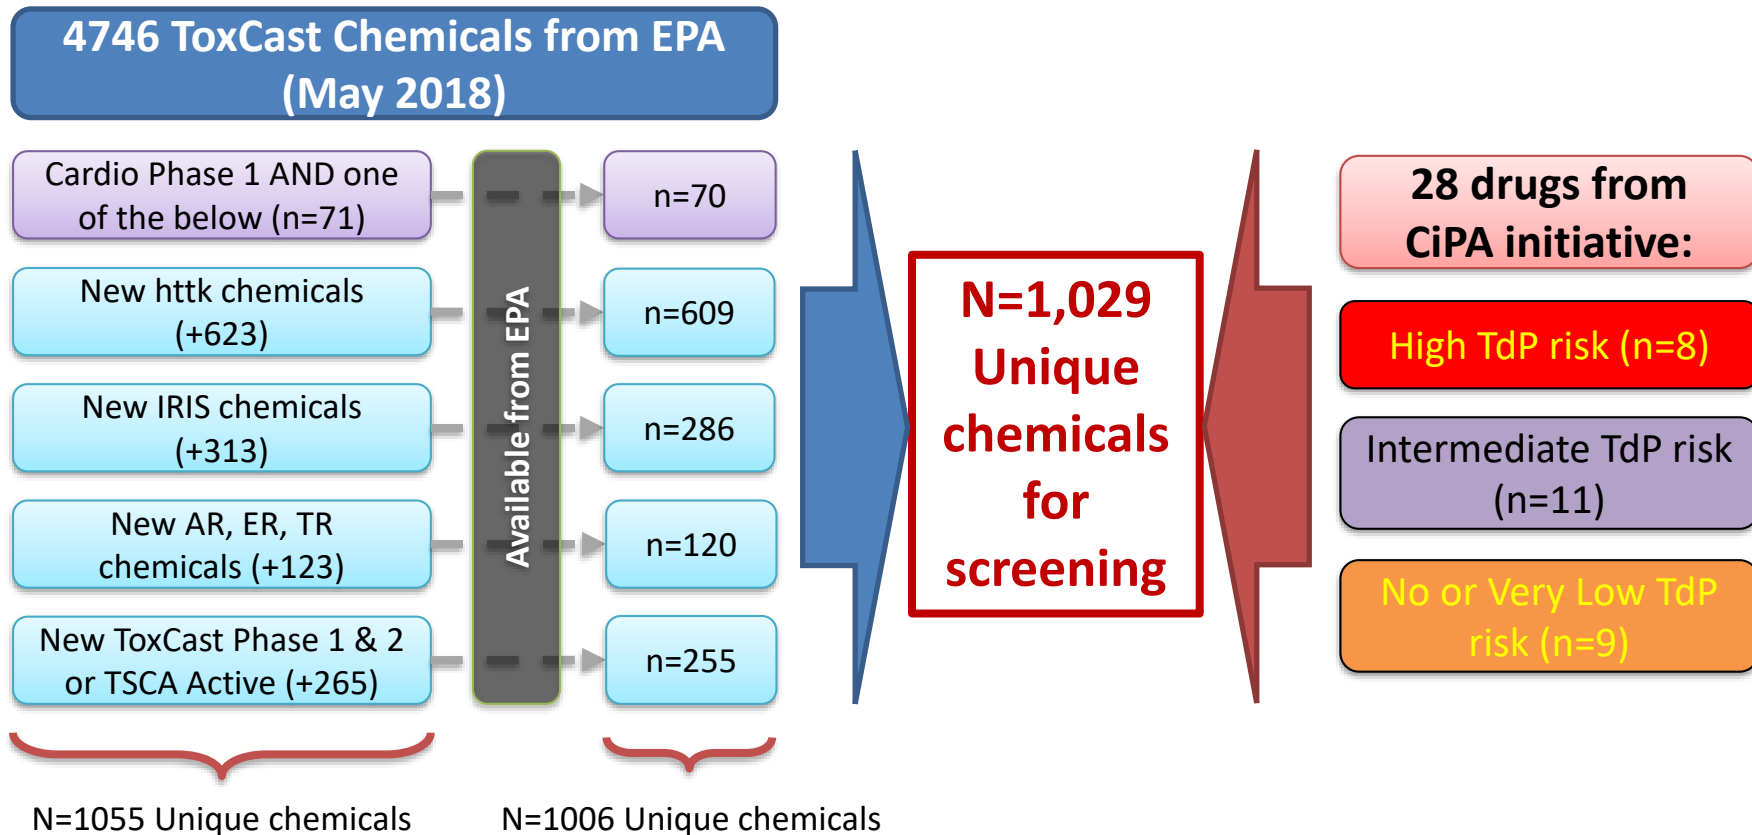 4746 ToxCast Chemicals from EPA
(May 2018)
Cardio Phase 1 AND one
of the below (n=71)
New httk chemicals
(+623)
New IRIS chemicals
(+313)
New AR, ER, TR
chemicals (+123)
New ToxCast Phase 1 & 2
or TSCA Active (+265)
N=1055 Unique chemicals
Available from EPA
n=70
n=609
n=286
n=120
n=255
N=1006 Unique chemicals
N=1,029
Unique
chemicals
for
screening
28 drugs from
CiPA initiative:
High TdP risk (n=8)
Intermediate TdP risk
(n=11)
No or Very Low TdP
risk (n=9)